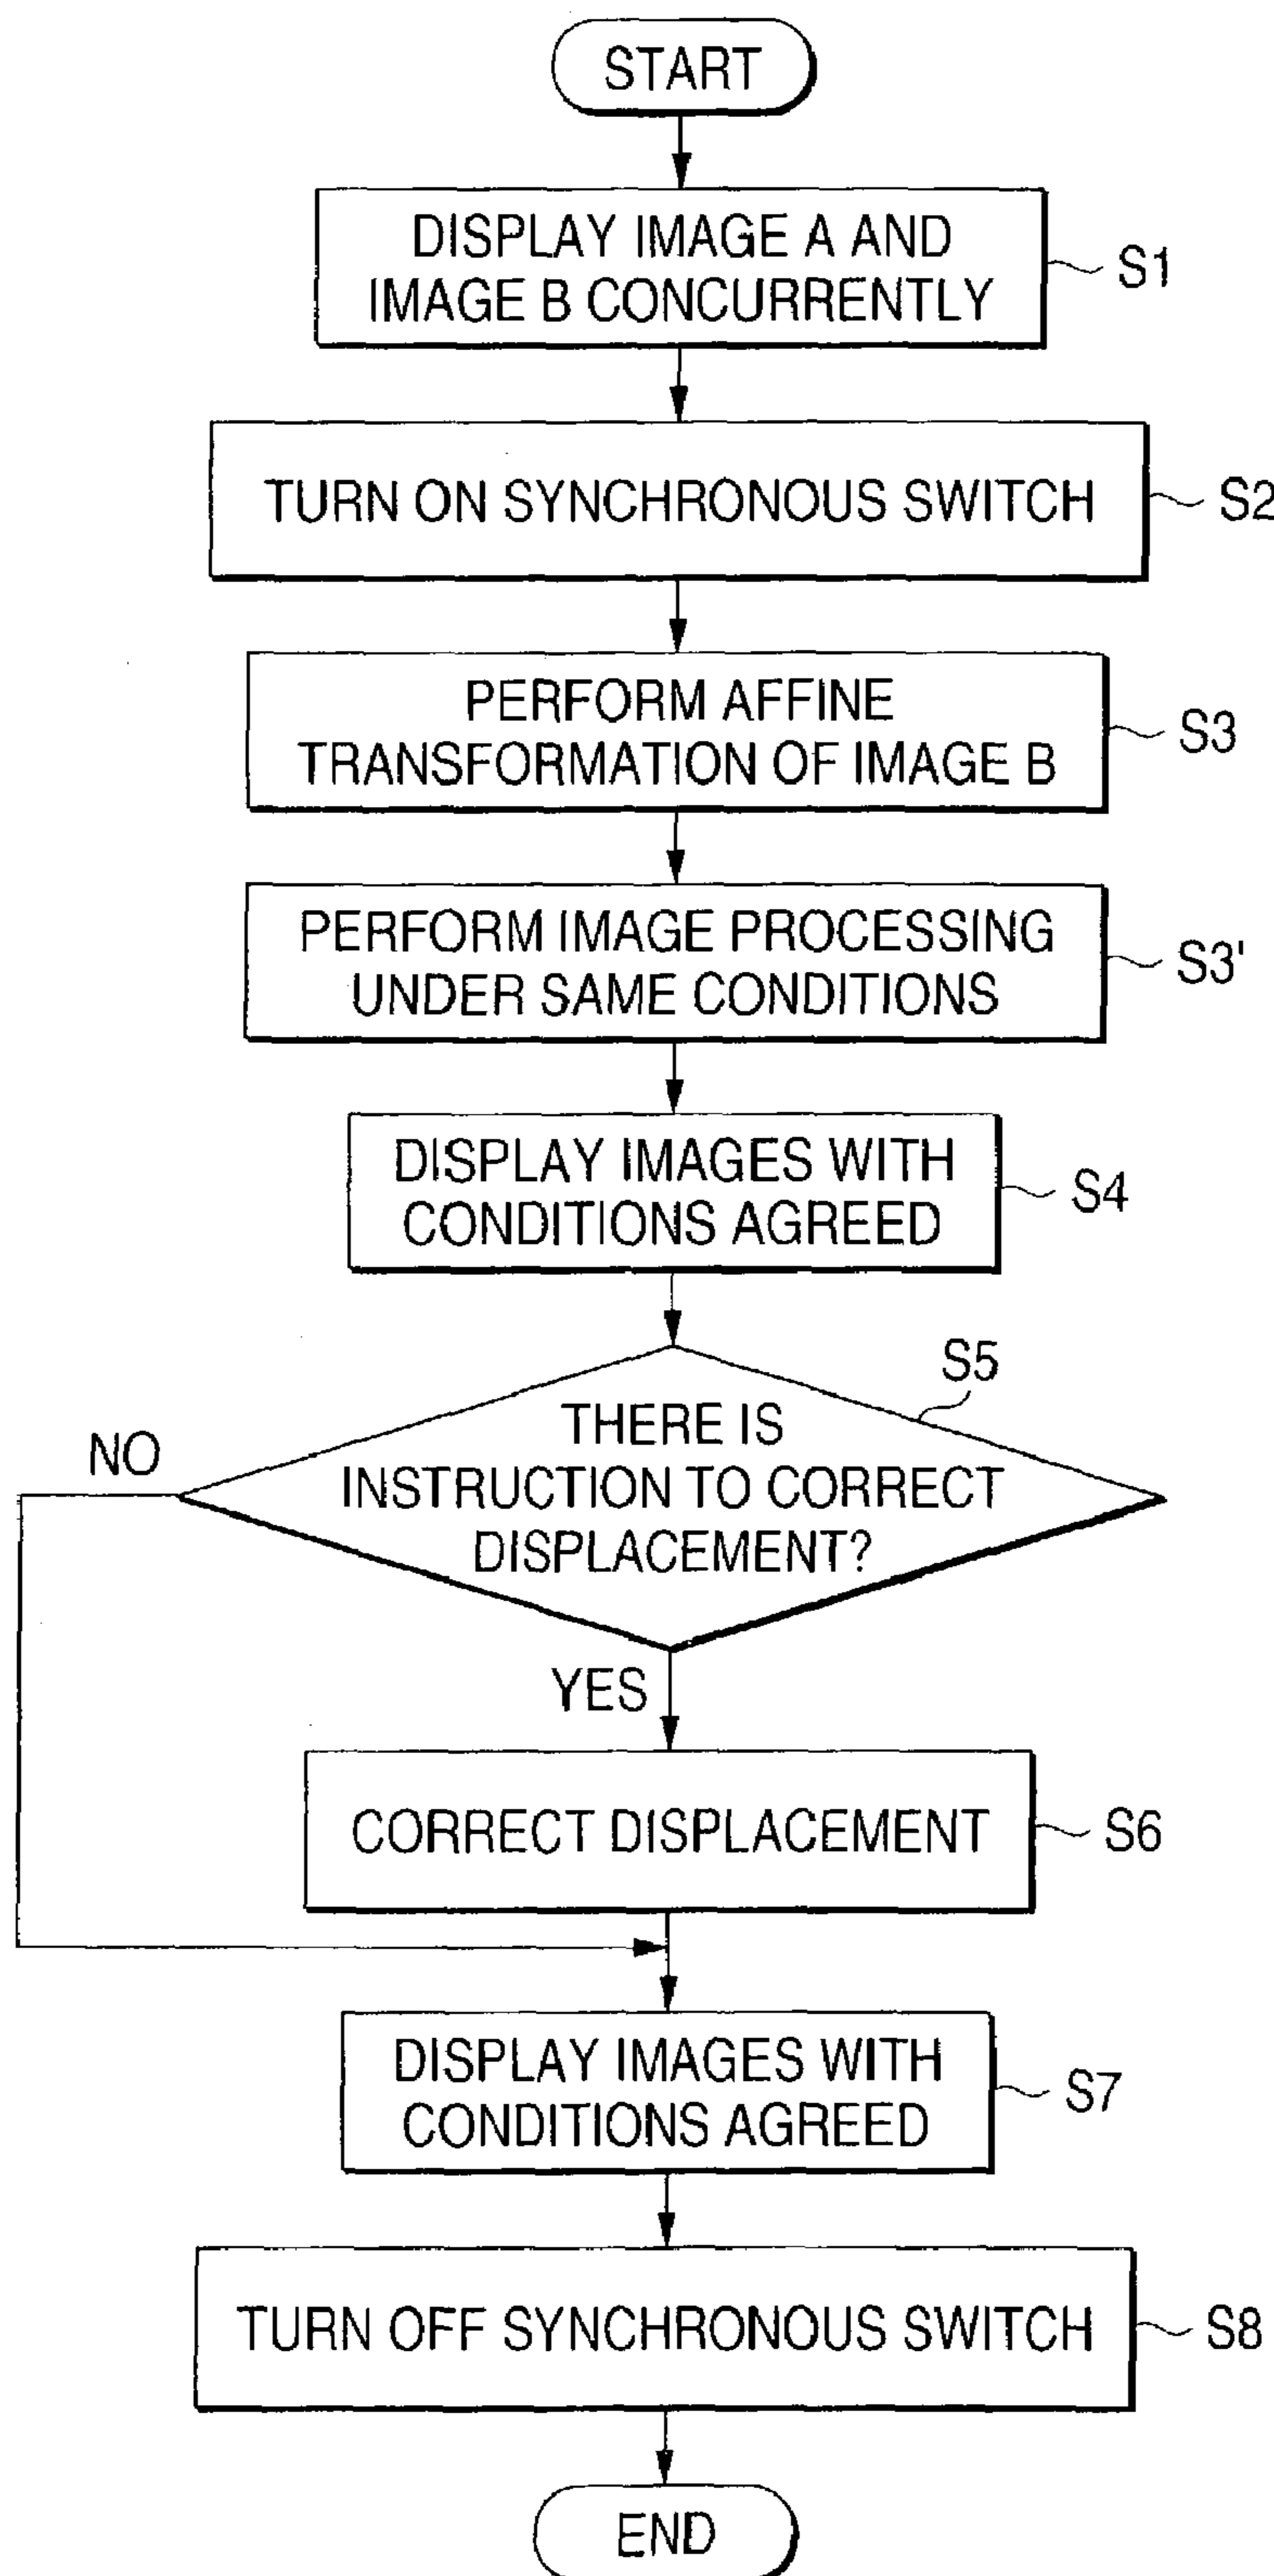 START
DISPLAY IMAGE A AND
IMAGE B CONCURRENTLY
S1
TURN ON SYNCHRONOUS SWITCH
S2
PERFORM AFFINE
TRANSFORMATION OF IMAGE B
S3
PERFORM IMAGE PROCESSING
UNDER SAME CONDITIONS
S3'
DISPLAY IMAGES WITH
CONDITIONS AGREED
S4
S5
THERE IS
INSTRUCTION TO CORRECT
DISPLACEMENT?
NO
YES
CORRECT DISPLACEMENT
S6
DISPLAY IMAGES WITH
CONDITIONS AGREED
S7
TURN OFF SYNCHRONOUS SWITCH
S8
END